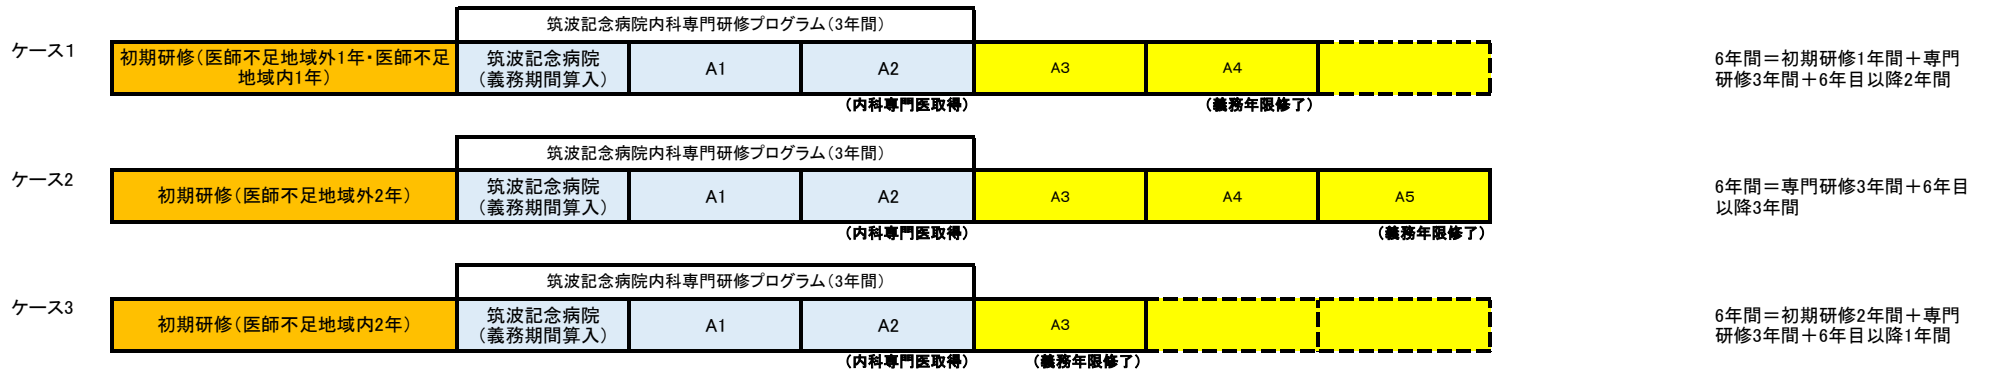 筑波記念病院内科専門研修プログラム（3年間）
ケース1
初期研修（医師不足地域外1年・医師不足
地域内1年）
筑波記念病院
（義務期間算入）
A1
A2
A3
A4
6年間＝初期研修1年間＋専門
研修3年間＋6年目以降2年間
（内科専門医取得）
（義務年限修了）
筑波記念病院内科専門研修プログラム（3年間）
ケース2
初期研修（医師不足地域外2年）
筑波記念病院
（義務期間算入）
A1
A2
A3
A4
A5
6年間＝専門研修3年間＋6年目
以降3年間
（内科専門医取得）
（義務年限修了）
筑波記念病院内科専門研修プログラム（3年間）
ケース3
初期研修（医師不足地域内2年）
筑波記念病院
（義務期間算入）
A1
A2
A3
6年間＝初期研修2年間＋専門
研修3年間＋6年目以降1年間
（内科専門医取得）
（義務年限修了）